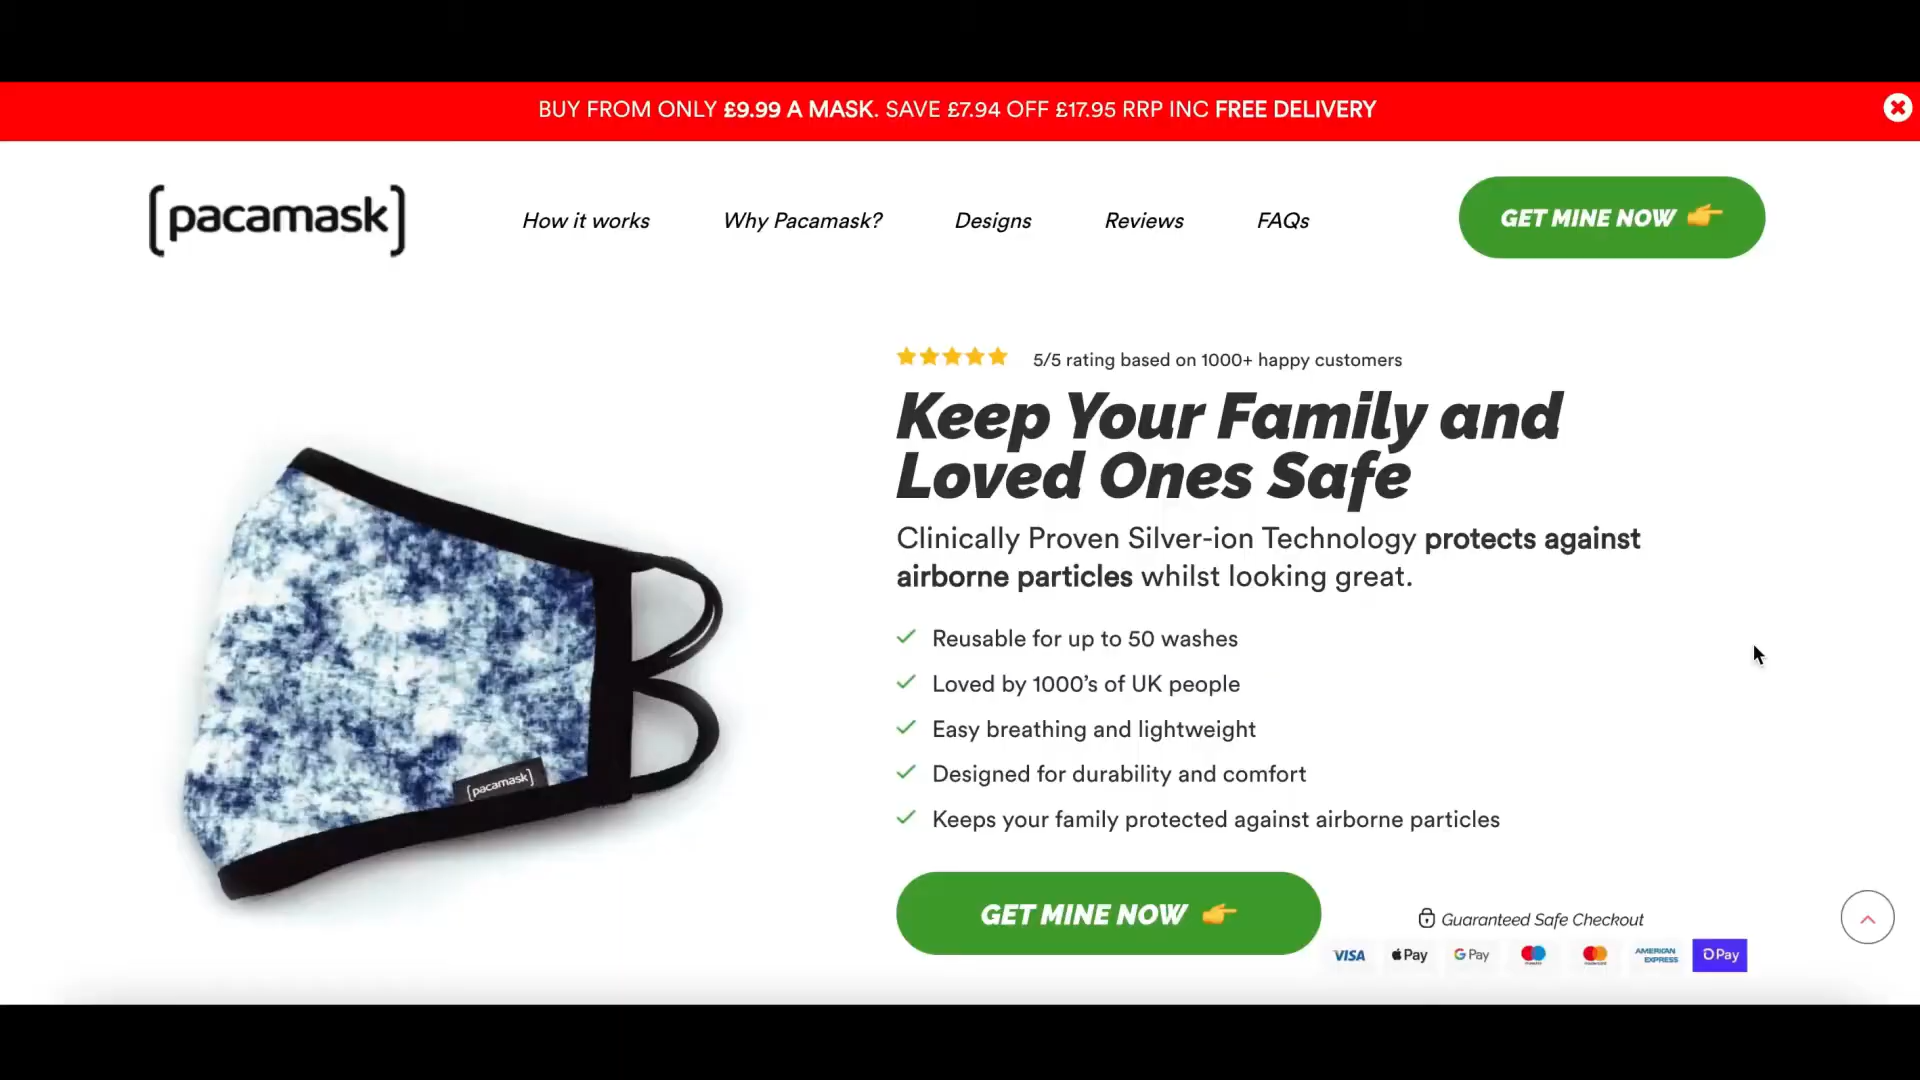 BUY FROM ONLY £9.99 A MASK. SAVE £7.94 OFF £17.95 RRP INC FREE DELIVERY
[pacamask]
How it works
Why Pacamask?
Designs
Reviews
FAQs
GET MINE NOW
5/5 rating based on 1000+ happy customers
Keep Your Family and
Loved Ones Safe
Clinically Proven Silver-ion Technology protects against
airborne particles whilst looking great.
Reusable for up to 50 washes
Loved by 1000’s of UK people
Easy breathing and lightweight
Designed for durability and comfort
Keeps your family protected against airborne particles
[pacamask]
GET MINE NOW
Guaranteed Safe Checkout
VISA
Pay
G Pay
AMERICAN
EXPRESS
Pay